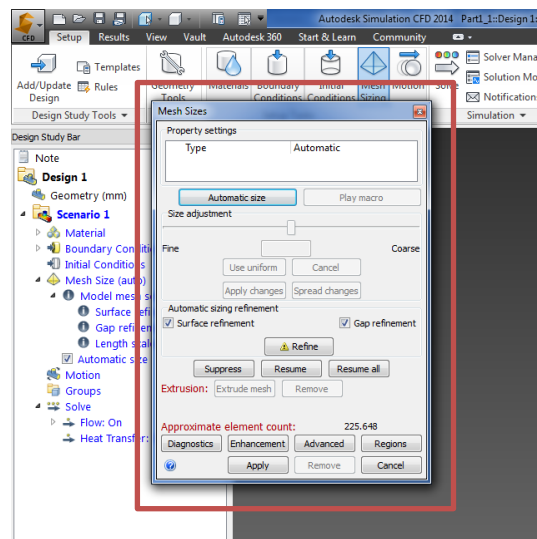 Autodesk Simulation CFD 2014 Part1_1::Design 1:
CFD Setup Results View Vault Autodesk 360 Start & Learn Community
Add/Update Design
Templates
Rules
Geometry Tools
Materials
Boundary Conditions
Initial Conditions
Mesh Sizing
Motion
Solve
Solver Mana
Solution Mo
Notification
Design Study Tools
Simulation
Design Study Bar
Note
Design 1
Geometry (mm)
Scenario 1
Material
Boundary Conditi
Initial Conditions
Mesh Size (auto)
Model mesh s
Surface refi
Gap refine
Length scale
Automatic size
Motion
Groups
Solve
Flow: On
Heat Transfer:
Mesh Sizes
Property settings
Type Automatic
Automatic size Play macro
Size adjustment
Fine Coarse
Use uniform Cancel
Apply changes Spread changes
Automatic sizing refinement
Surface refinement Gap refinement
Refine
Suppress Resume Resume all
Extrusion: Extrude mesh Remove
Approximate element count: 225.648
Diagnostics Enhancement Advanced Regions
Apply Remove Cancel